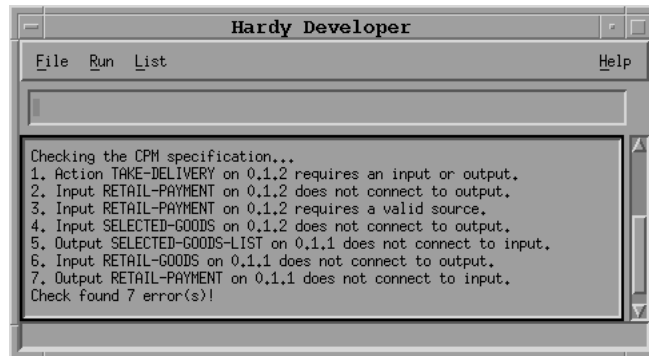 Hardy Developer
File Run List Help
Checking the CPM specification...
1. Action TAKE-DELIVERY on 0.1.2 requires an input or output.
2. Input RETAIL-PAYMENT on 0.1.2 does not connect to output.
3. Input RETAIL-PAYMENT on 0.1.2 requires a valid source.
4. Input SELECTED-GOODS on 0.1.2 does not connect to output.
5. Output SELECTED-GOODS-LIST on 0.1.1 does not connect to input.
6. Input RETAIL-GOODS on 0.1.1 does not connect to output.
7. Output RETAIL-PAYMENT on 0.1.1 does not connect to input.
Check found 7 error(s)!